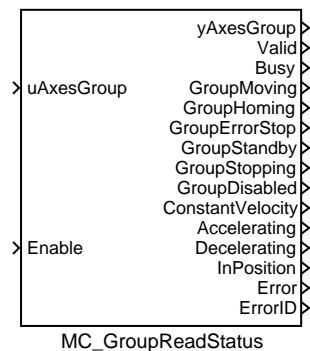 yAxesGroup
Valid
Busy
uAxesGroup
GroupMoving
GroupHoming
GroupErrorStop
GroupStandby
GroupStopping
GroupDisabled
ConstantVelocity
Accelerating
Enable
Decelerating
InPosition
Error
ErrorID
MC_GroupReadStatus